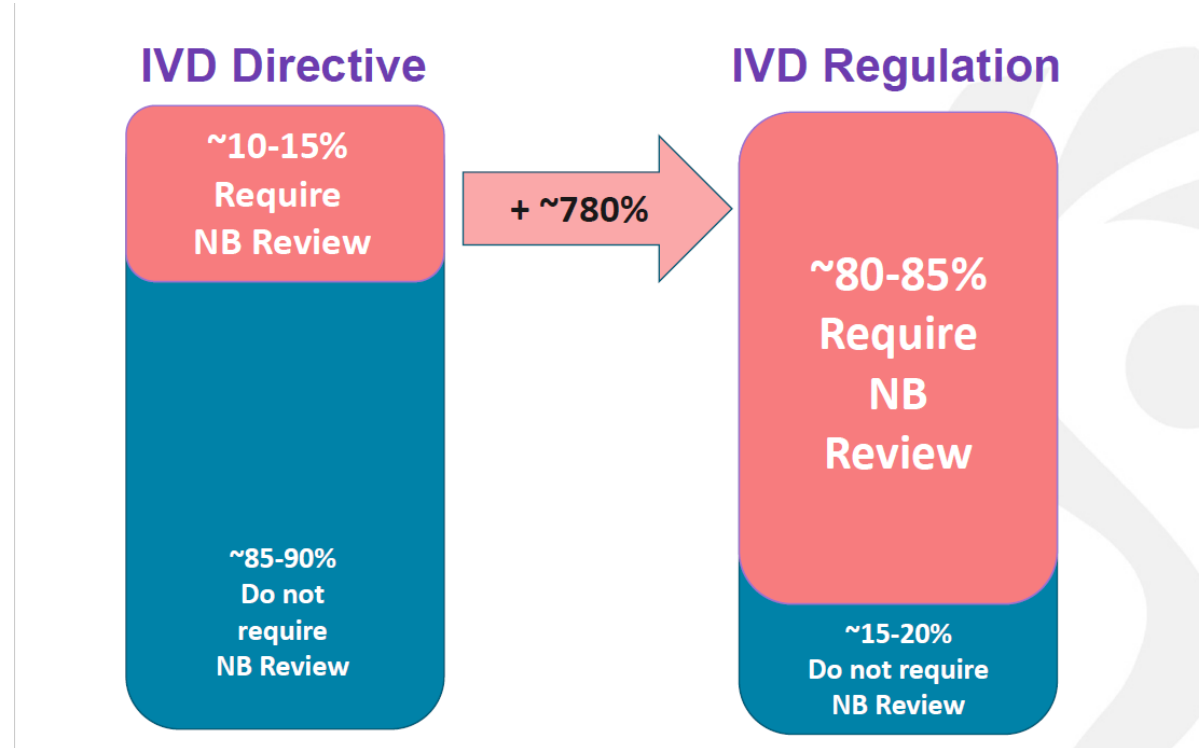 IVD Directive
~10-15%
Require
NB Review
~85-90%
Do not
require
NB Review
+ ~780%
IVD Regulation
~80-85%
Require
NB
Review
~15-20%
Do not require
NB Review